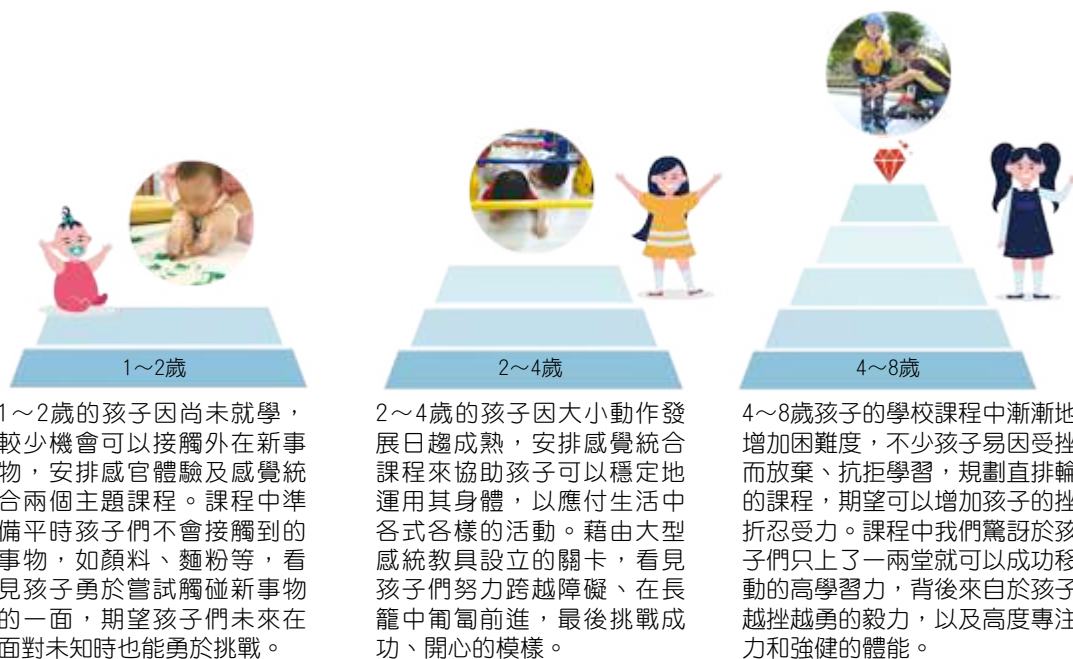 1～2歲
1～2歲的孩子因尚未就學，
較少機會可以接觸外在新事
物，安排感官體驗及感覺統
合兩個主題課程。課程中準
備平時孩子們不會接觸到的
事物，如顏料、麵粉等，看
見孩子勇於嘗試觸碰新事物
的一面，期望孩子們未來在
面對未知時也能勇於挑戰。
2～4歲
2～4歲的孩子因大小動作發
展日趨成熟，安排感覺統合
課程來協助孩子可以穩定地
運用其身體，以應付生活中
各式各樣的活動。藉由大型
感統教具設立的關卡，看見
孩子們努力跨越障礙、在長
籠中匍匐前進，最後挑戰成
功、開心的模樣。
4～8歲
4～8歲孩子的學校課程中漸漸地
增加困難度，不少孩子易因受挫
而放棄、抗拒學習，規劃直排輪
的課程，期望可以增加孩子的挫
折忍受力。課程中我們驚訝於孩
子們只上了一兩堂就可以成功移
動的高學習力，背後來自於孩子
越挫越勇的毅力，以及高度專注
力和強健的體能。